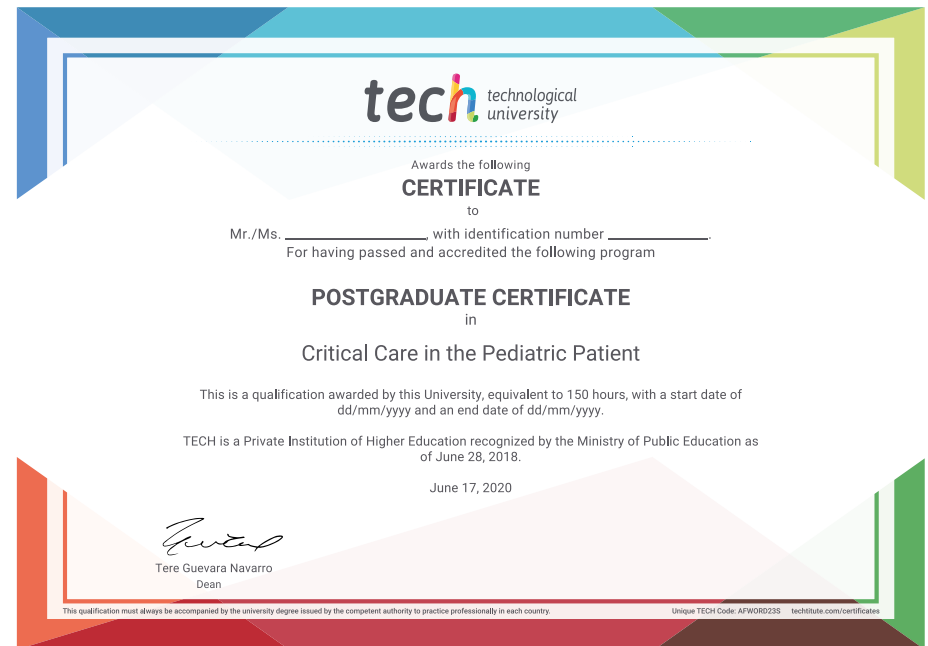 tech technological
university
Awards the following
CERTIFICATE
to
Mr./Ms. ____________________, with identification number ______________.
For having passed and accredited the following program
POSTGRADUATE CERTIFICATE
in
Critical Care in the Pediatric Patient
This is a qualification awarded by this University, equivalent to 150 hours, with a start date of
dd/mm/yyyy and an end date of dd/mm/yyyy.
TECH is a Private Institution of Higher Education recognized by the Ministry of Public Education as
of June 28, 2018.
June 17, 2020
Tere Guevara Navarro
Dean
This qualification must always be accompanied by the university degree issued by the competent authority to practice professionally in each country.
Unique TECH Code: AFWORD23S techtitute.com/certificates